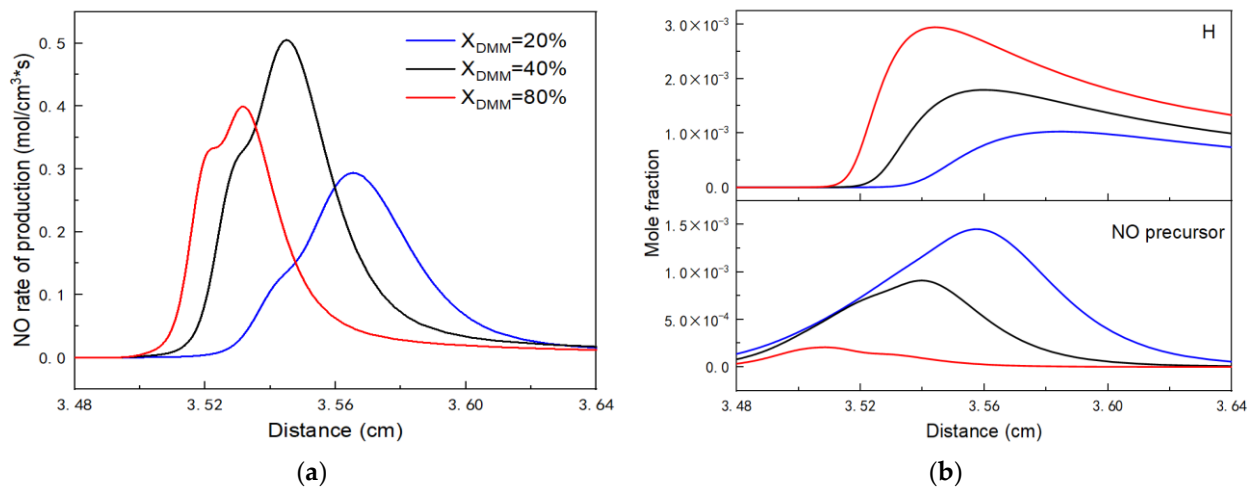 NO rate of production (mol/cm³*s)
0.5
0.4
0.3
0.2
0.1
0.0
X_DMM=20%
X_DMM=40%
X_DMM=80%
3.48
3.52
3.56
3.60
3.64
Distance (cm)
(a)
Mole fraction
3.0×10⁻³
2.0×10⁻³
1.0×10⁻³
0.0
H
1.5×10⁻³
1.0×10⁻³
5.0×10⁻⁴
0.0
NO precursor
3.48
3.52
3.56
3.60
3.64
Distance (cm)
(b)